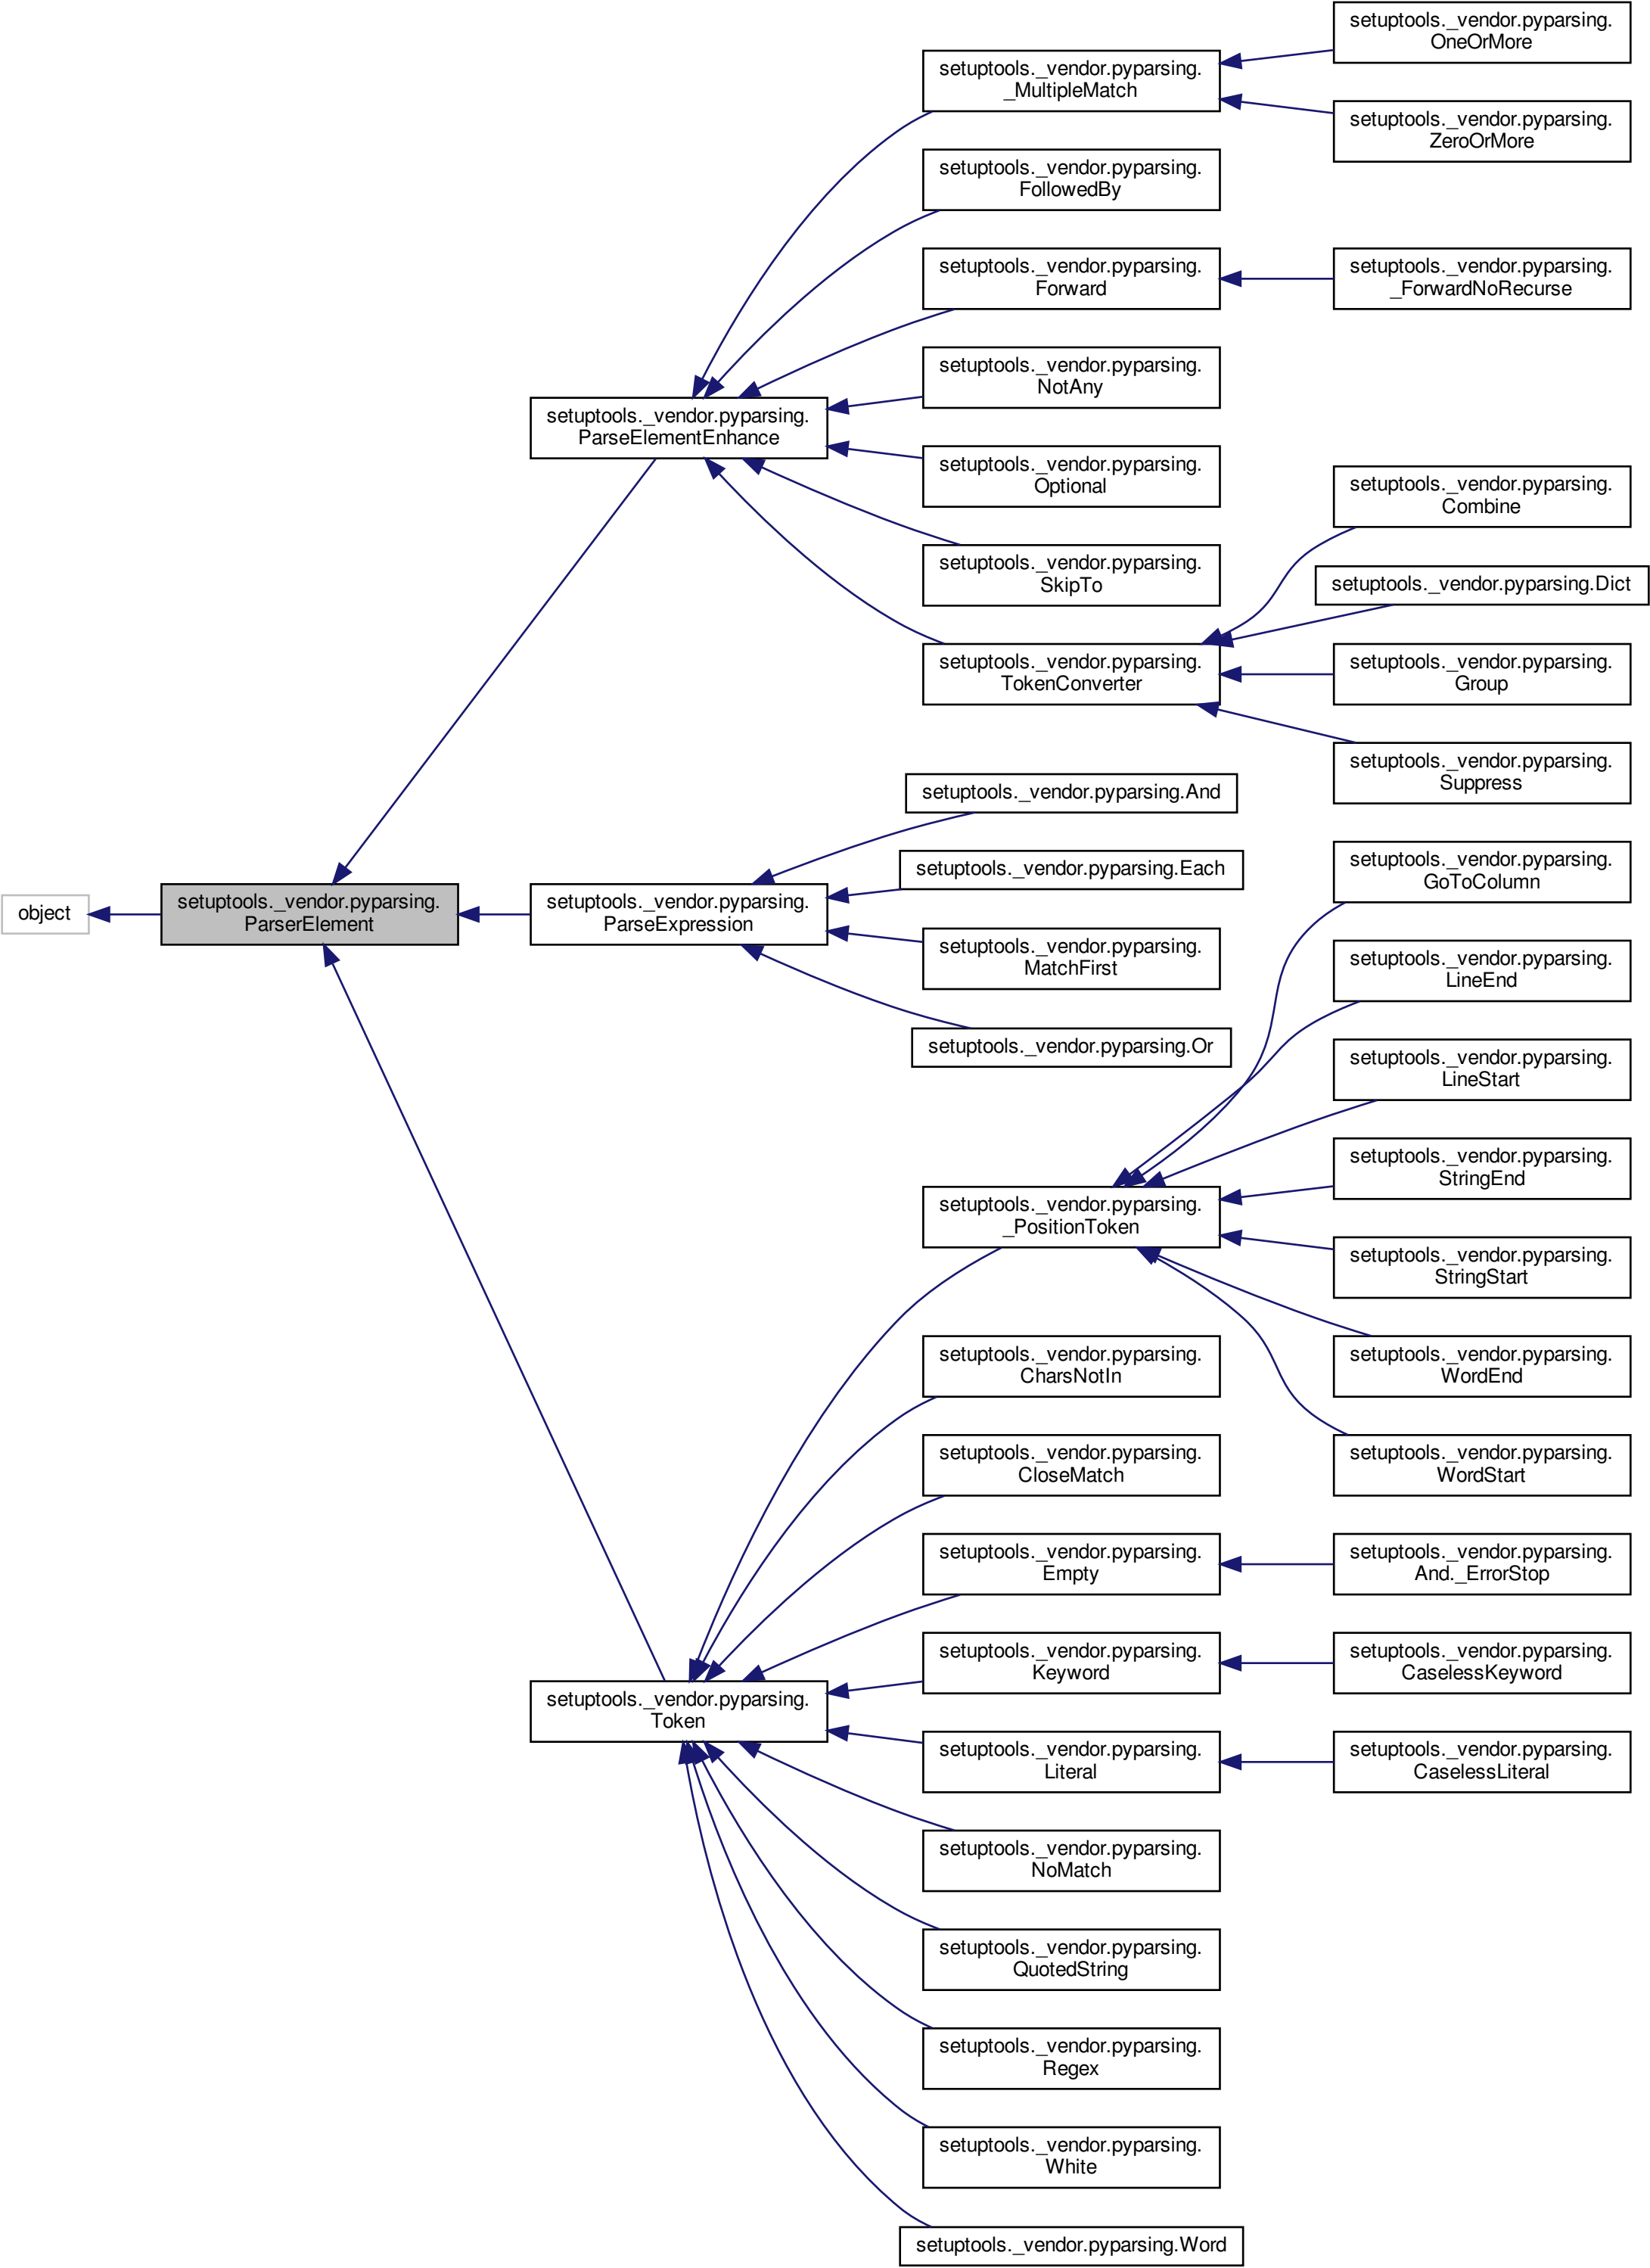 setuptools._vendor.pyparsing.
OneOrMore
setuptools._vendor.pyparsing.
_MultipleMatch
setuptools._vendor.pyparsing.
ZeroOrMore
setuptools._vendor.pyparsing.
FollowedBy
setuptools._vendor.pyparsing.
Forward
setuptools._vendor.pyparsing.
_ForwardNoRecurse
setuptools._vendor.pyparsing.
NotAny
setuptools._vendor.pyparsing.
ParseElementEnhance
setuptools._vendor.pyparsing.
Optional
setuptools._vendor.pyparsing.
Combine
setuptools._vendor.pyparsing.
SkipTo
setuptools._vendor.pyparsing.Dict
setuptools._vendor.pyparsing.
TokenConverter
setuptools._vendor.pyparsing.
Group
setuptools._vendor.pyparsing.
Suppress
setuptools._vendor.pyparsing.And
setuptools._vendor.pyparsing.
GoToColumn
setuptools._vendor.pyparsing.Each
object
setuptools._vendor.pyparsing.
ParserElement
setuptools._vendor.pyparsing.
ParseExpression
setuptools._vendor.pyparsing.
MatchFirst
setuptools._vendor.pyparsing.
LineEnd
setuptools._vendor.pyparsing.Or
setuptools._vendor.pyparsing.
LineStart
setuptools._vendor.pyparsing.
StringEnd
setuptools._vendor.pyparsing.
_PositionToken
setuptools._vendor.pyparsing.
StringStart
setuptools._vendor.pyparsing.
CharsNotIn
setuptools._vendor.pyparsing.
WordEnd
setuptools._vendor.pyparsing.
CloseMatch
setuptools._vendor.pyparsing.
WordStart
setuptools._vendor.pyparsing.
Empty
setuptools._vendor.pyparsing.
And._ErrorStop
setuptools._vendor.pyparsing.
Keyword
setuptools._vendor.pyparsing.
CaselessKeyword
setuptools._vendor.pyparsing.
Token
setuptools._vendor.pyparsing.
Literal
setuptools._vendor.pyparsing.
CaselessLiteral
setuptools._vendor.pyparsing.
NoMatch
setuptools._vendor.pyparsing.
QuotedString
setuptools._vendor.pyparsing.
Regex
setuptools._vendor.pyparsing.
White
setuptools._vendor.pyparsing.Word